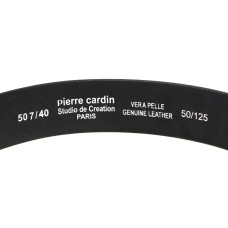 50 7/40
pierre cardin
Studio de Creation
PARIS
VERA PELLE
GENUINE LEATHER
50/125